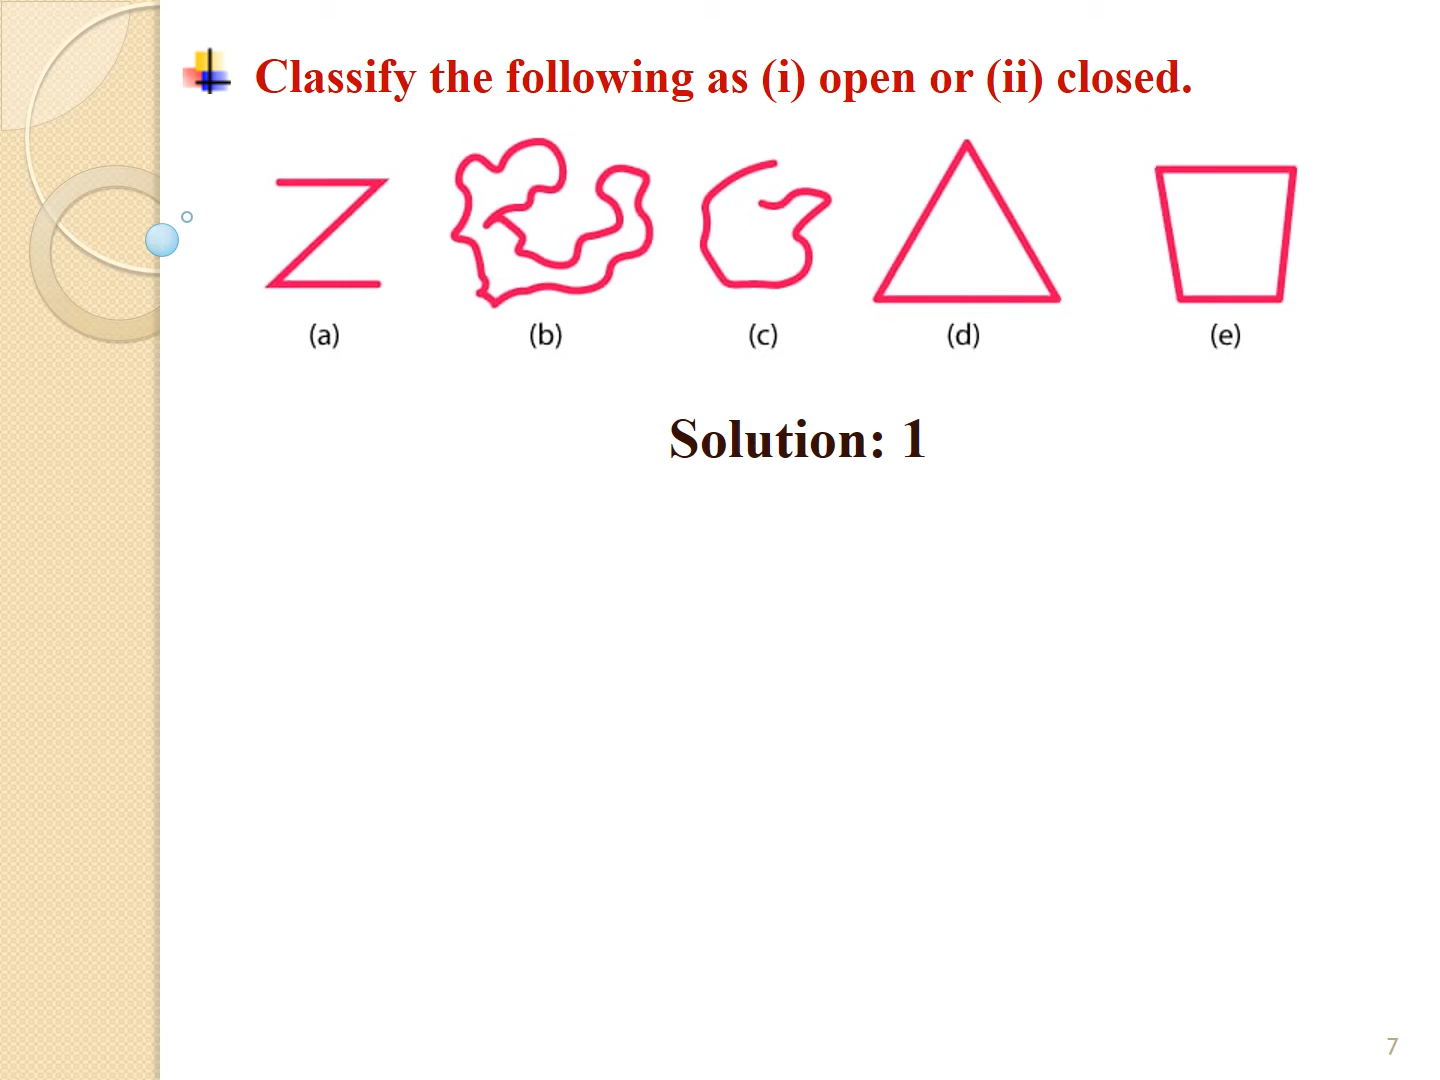 Classify the following as (i) open or (ii) closed.
(a) (b) (c) (d) (e)
Solution: 1
7